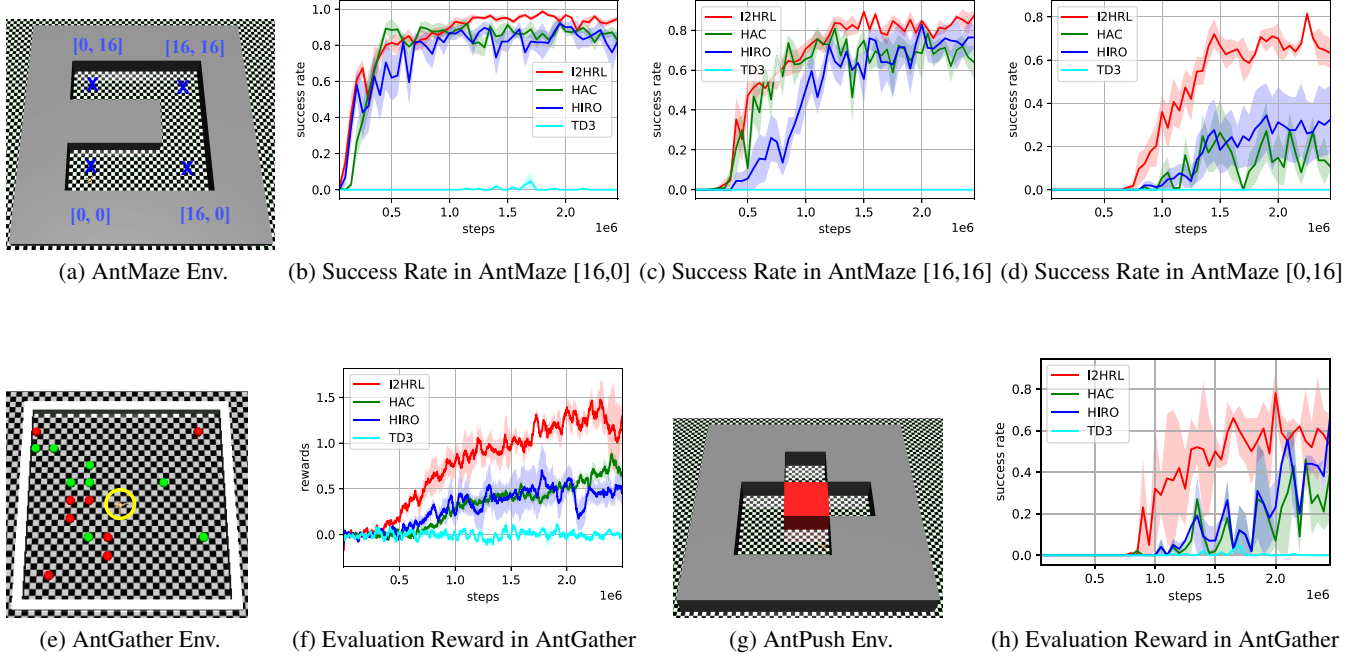 [0, 16]
[16, 16]
X
X
X
X
[0, 0]
[16, 0]
(a) AntMaze Env.
success rate
1.0
0.8
0.6
0.4
0.2
0.0
I2HRL
HAC
HIRO
TD3
0.5
1.0
1.5
2.0
steps
1e6
(b) Success Rate in AntMaze [16,0]
success rate
0.8
0.6
0.4
0.2
0.0
I2HRL
HAC
HIRO
TD3
0.5
1.0
1.5
2.0
steps
1e6
(c) Success Rate in AntMaze [16,16]
success rate
0.8
0.6
0.4
0.2
0.0
I2HRL
HAC
HIRO
TD3
0.5
1.0
1.5
2.0
steps
1e6
(d) Success Rate in AntMaze [0,16]
(e) AntGather Env.
rewards
1.5
1.0
0.5
0.0
I2HRL
HAC
HIRO
TD3
0.5
1.0
1.5
2.0
steps
1e6
(f) Evaluation Reward in AntGather
(g) AntPush Env.
success rate
0.8
0.6
0.4
0.2
0.0
I2HRL
HAC
HIRO
TD3
0.5
1.0
1.5
2.0
steps
1e6
(h) Evaluation Reward in AntGather